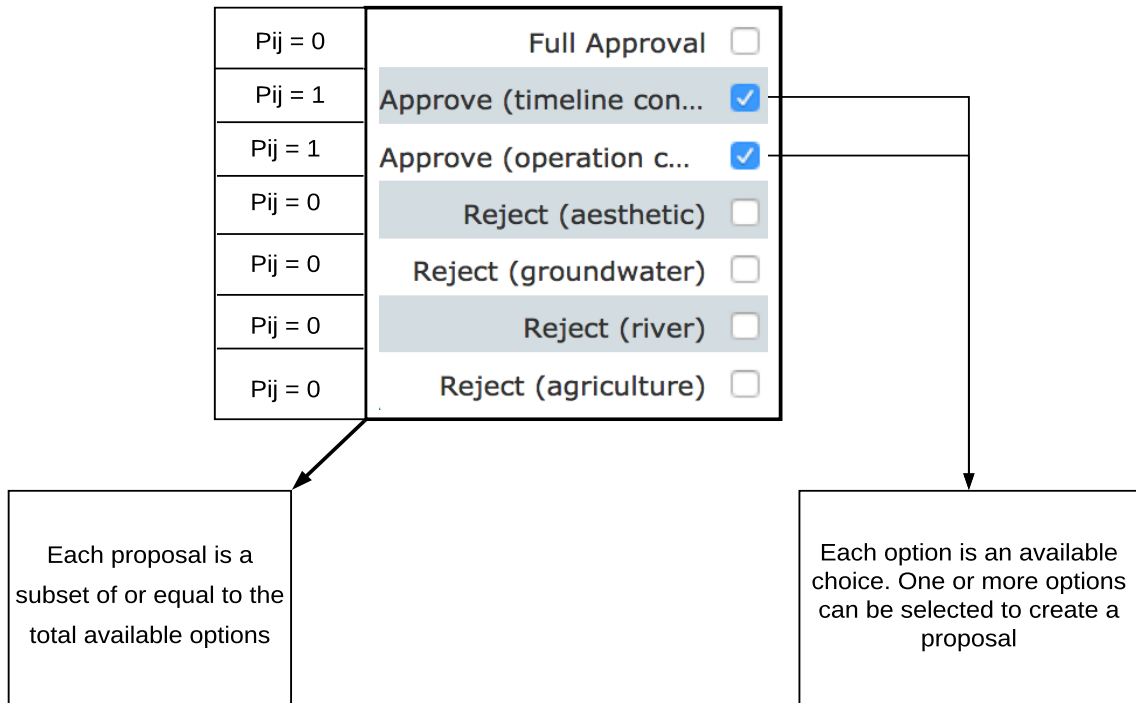 Pij = 0 Full Approval
Pij = 1 Approve (timeline con...
Pij = 1 Approve (operation c...
Pij = 0 Reject (aesthetic)
Pij = 0 Reject (groundwater)
Pij = 0 Reject (river)
Pij = 0 Reject (agriculture)
Each proposal is a
subset of or equal to the
total available options
Each option is an available
choice. One or more options
can be selected to create a
proposal